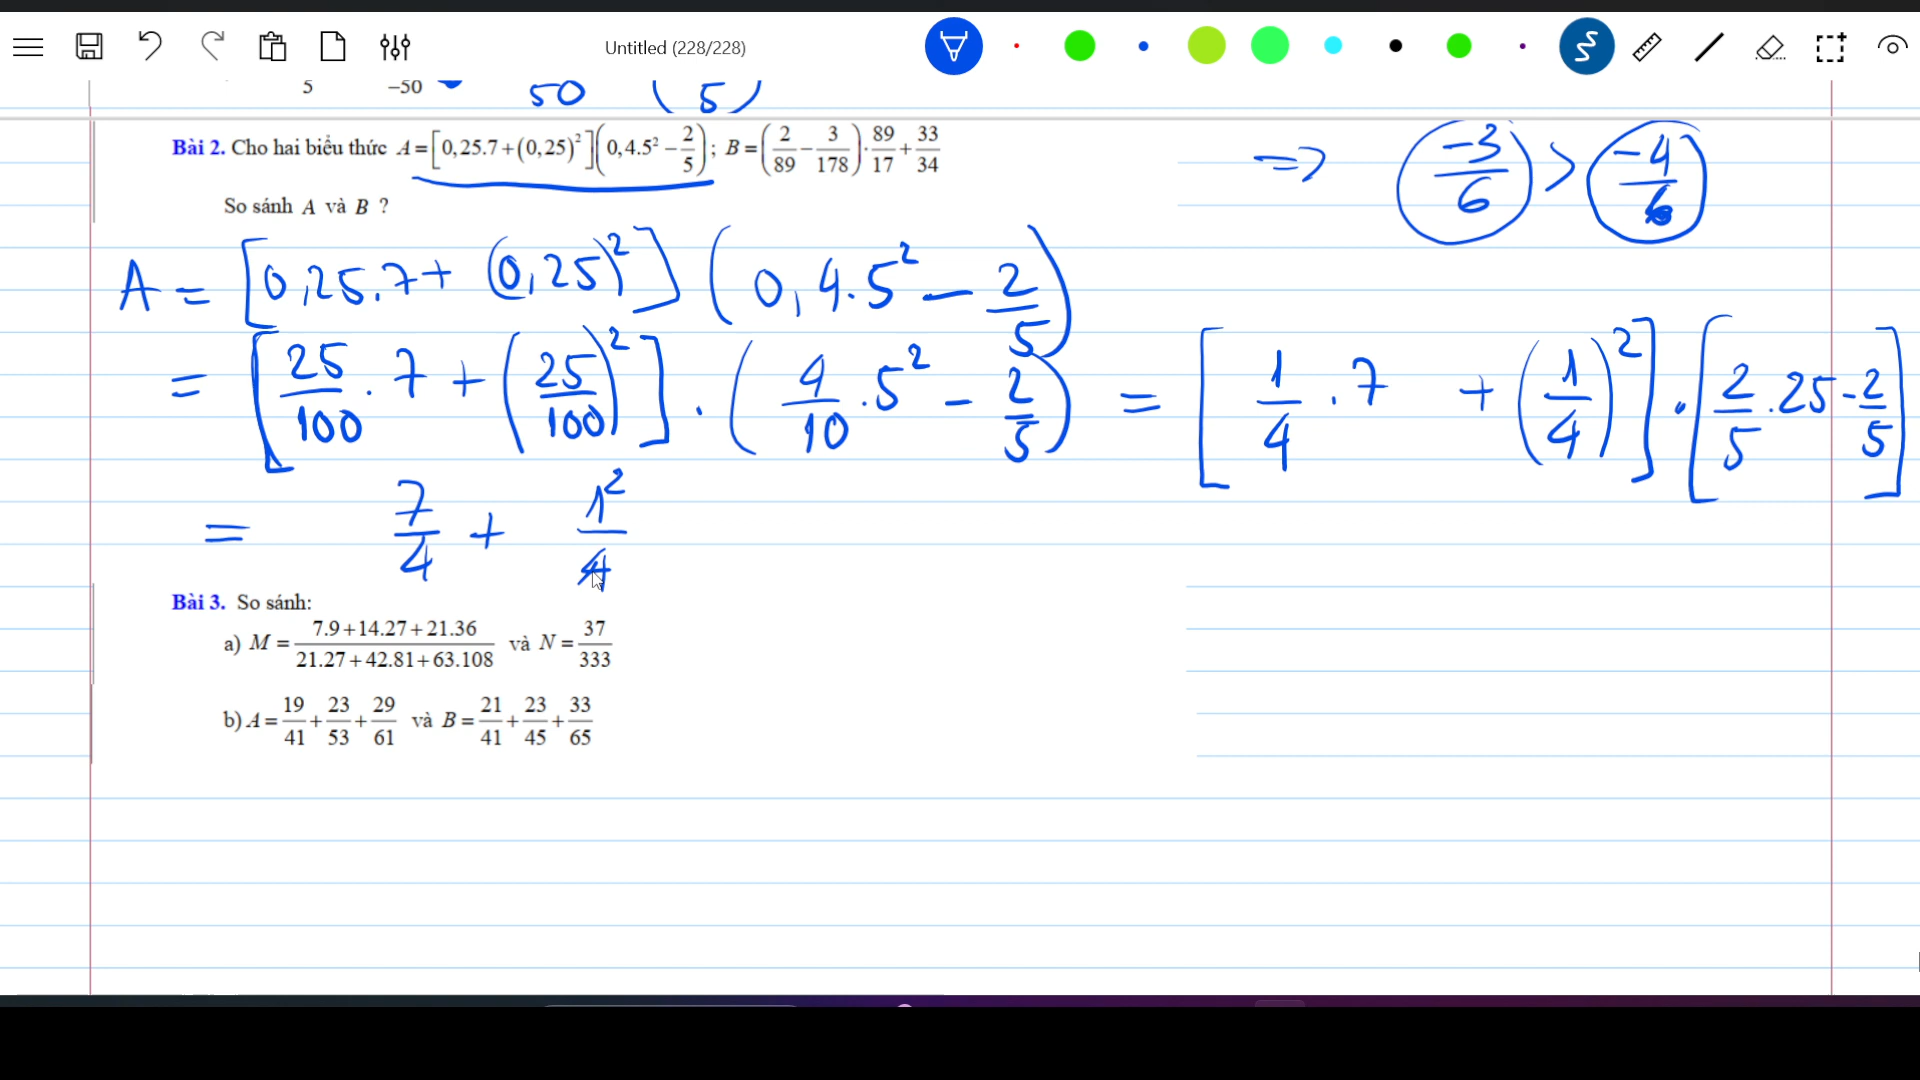 Untitled (228/228)
5 −50 50 ( 5 )
Bài 2. Cho hai biểu thức A = [0,25.7 + (0,25)²](0,4.5² − 2/5); B = (2/89 − 3/178).89/17 + 33/34
=> -3/6 > -4/6
So sánh A và B ?
A = [0,25.7 + (0,25)²] (0,4.5² − 2/5)
= [25/100 . 7 + (25/100)²] . (4/10 .5² − 2/5) = [1/4 .7 + (1/4)²] . [2/5 .25 - 2/5]
= 7/4 + 1²/4
Bài 3. So sánh:
a) M = 7.9+14.27+21.36/21.27+42.81+63.108 và N = 37/333
b) A = 19/41 + 23/53 + 29/61 và B = 21/41 + 23/45 + 33/65